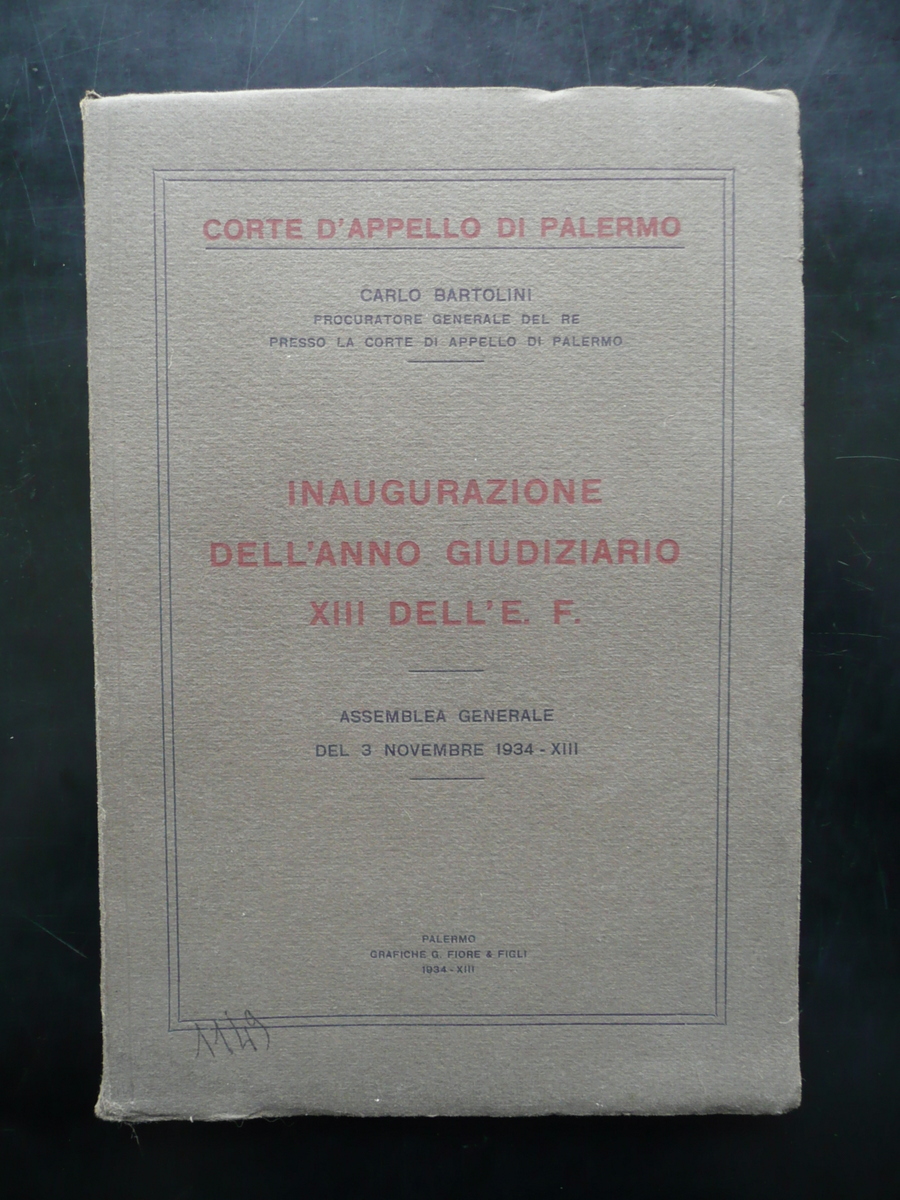 CORTE D'APPELLO DI PALERMO
CARLO BARTOLINI
PROCURATORE GENERALE DEL RE
PRESSO LA CORTE DI APPELLO DI PALERMO
INAUGURAZIONE
DELL'ANNO GIUDIZIARIO
XIII DELL'E. F.
ASSEMBLEA GENERALE
DEL 3 NOVEMBRE 1934 - XIII
PALERMO
GRAFICHE G. FIORE & FIGLI
1934 - XIII
1149